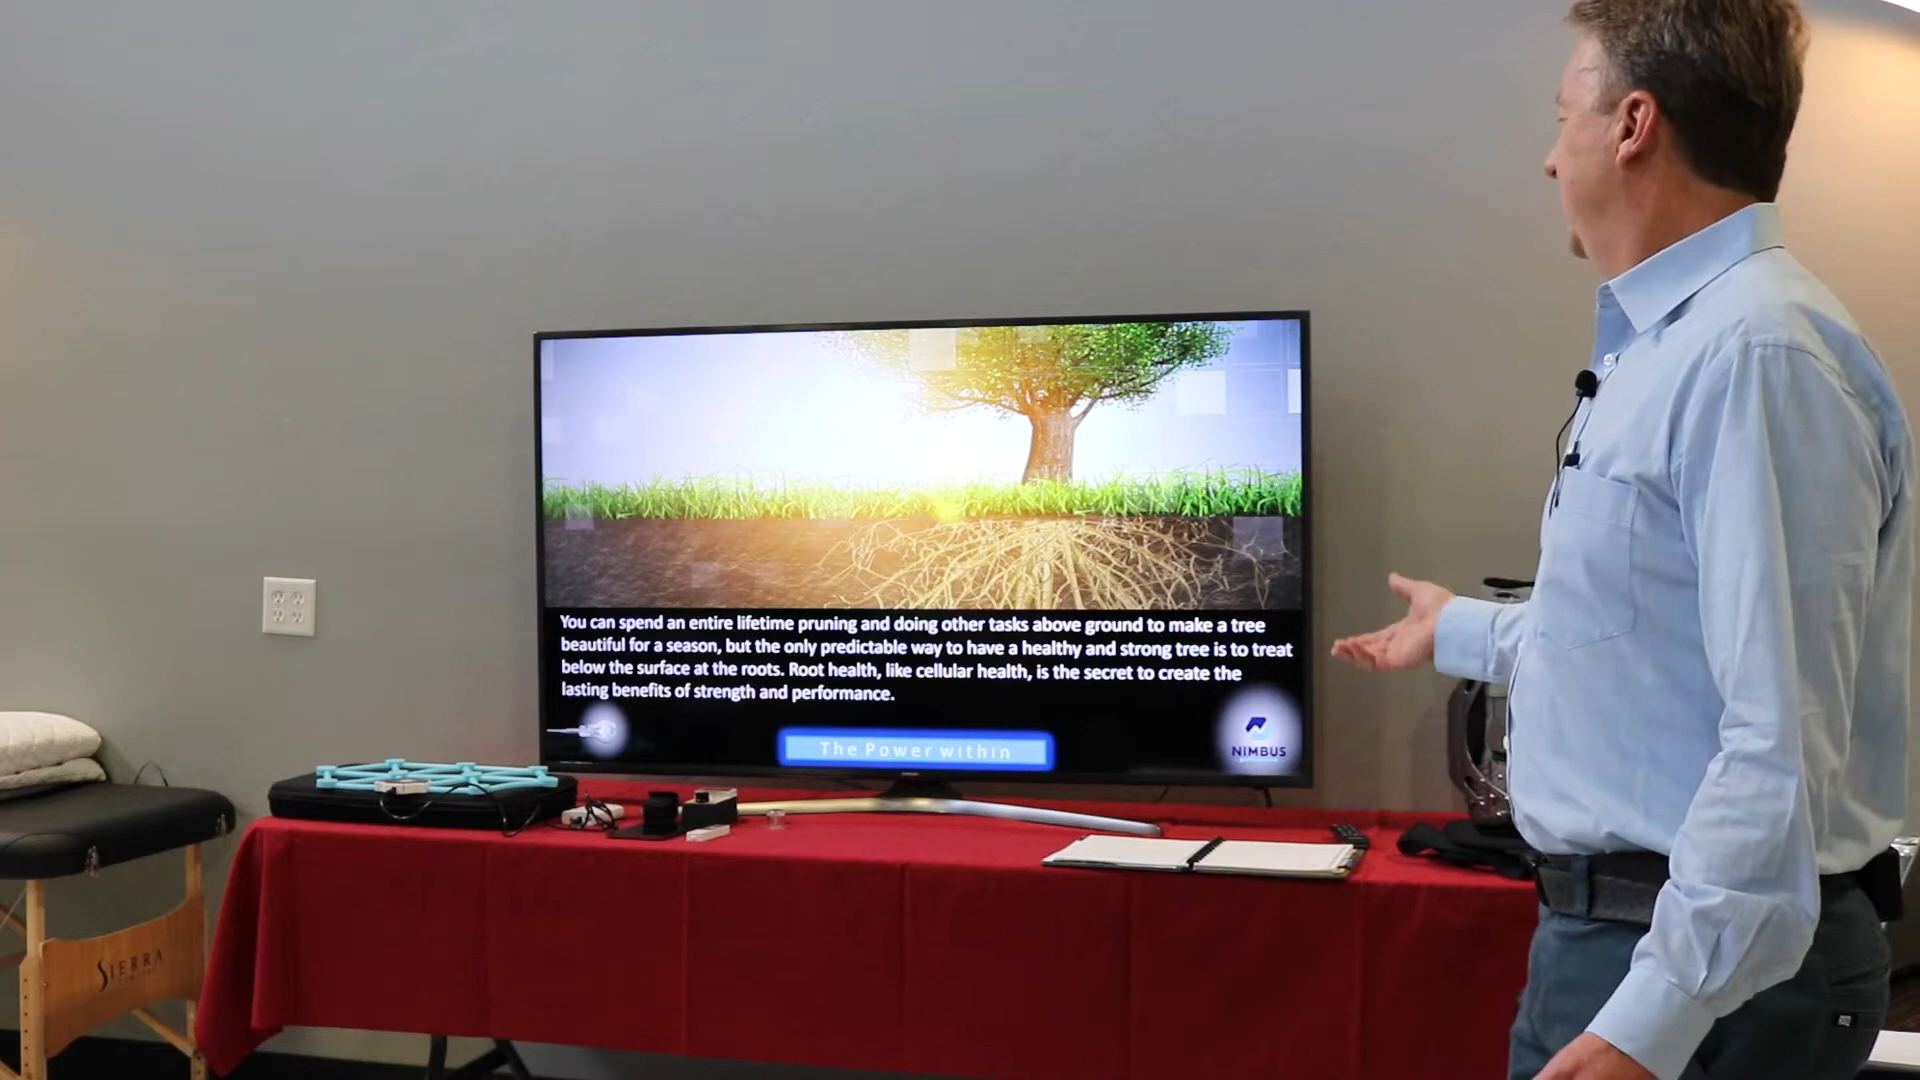 You can spend an entire lifetime pruning and doing other tasks above ground to make a tree
beautiful for a season, but the only predictable way to have a healthy and strong tree is to treat
below the surface at the roots. Root health, like cellular health, is the secret to create the
lasting benefits of strength and performance.
The Power within
NIMBUS
SIERRA